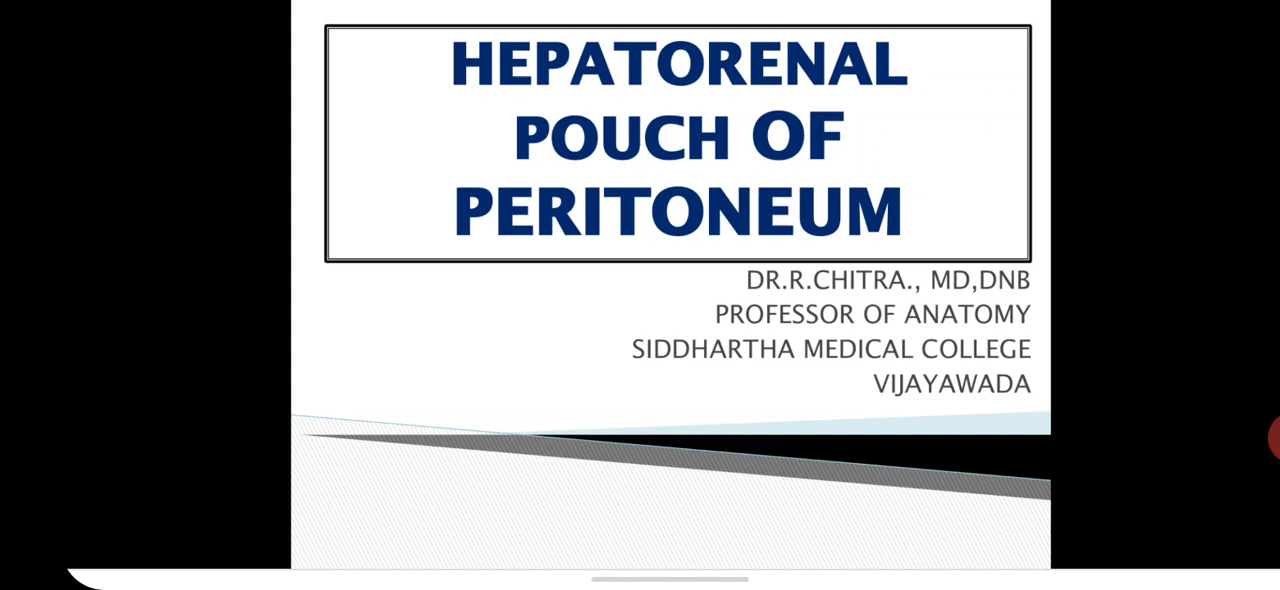 HEPATORENAL
POUCH OF
PERITONEUM
DR.R.CHITRA., MD,DNB
PROFESSOR OF ANATOMY
SIDDHARTHA MEDICAL COLLEGE
VIJAYAWADA